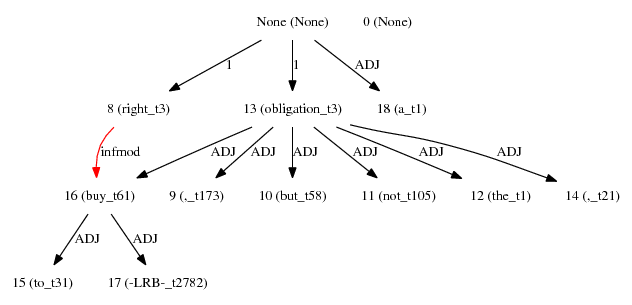 None (None) 0 (None)
1 1 ADJ
8 (right_t3) 13 (obligation_t3) 18 (a_t1)
infmod ADJ ADJ ADJ ADJ ADJ ADJ
16 (buy_t61) 9 (,_t173) 10 (but_t58) 11 (not_t105) 12 (the_t1) 14 (,_t21)
ADJ ADJ
15 (to_t31) 17 (-LRB-_t2782)